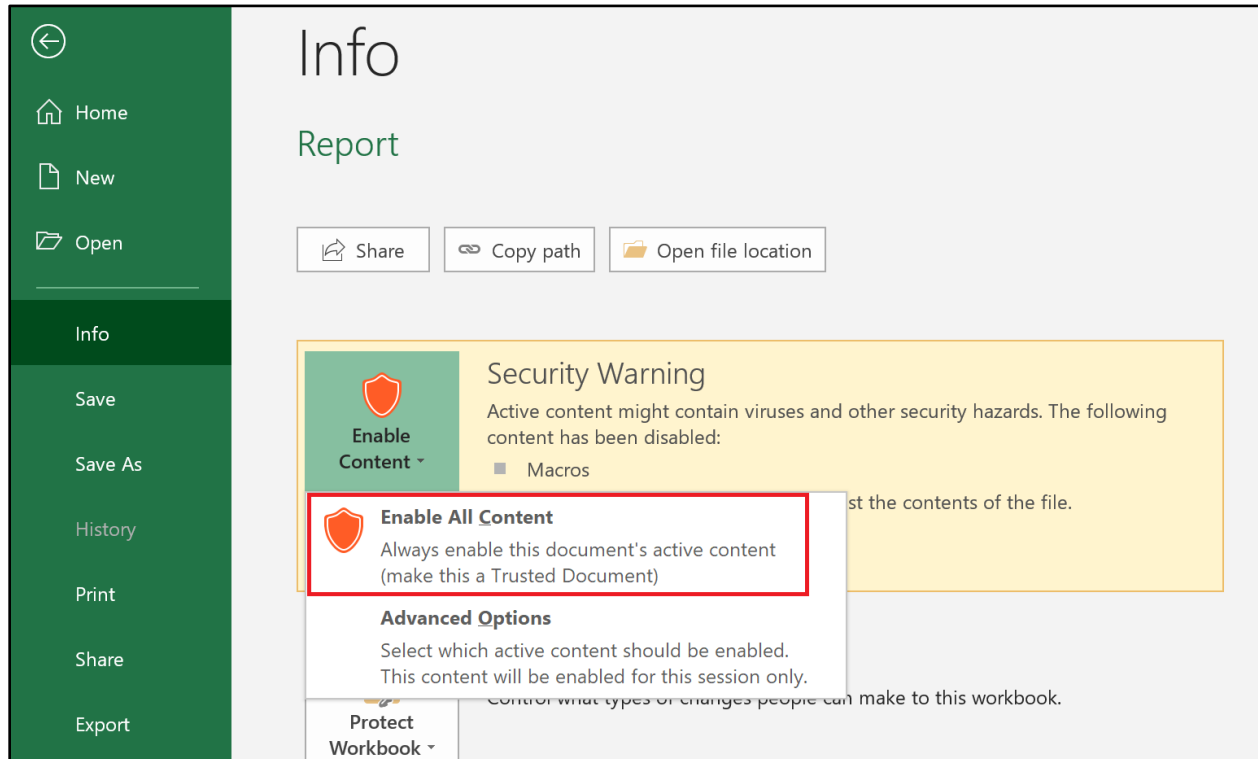 Info
Report
Home
New
Open
Info
Save
Save As
History
Print
Share
Export
Share
Copy path
Open file location
Enable
Content
Security Warning
Active content might contain viruses and other security hazards. The following
content has been disabled:
Macros
st the contents of the file.
Enable All Content
Always enable this document's active content
(make this a Trusted Document)
Advanced Options
Select which active content should be enabled.
This content will be enabled for this session only.
Control what types of changes people can make to this workbook.
Protect
Workbook